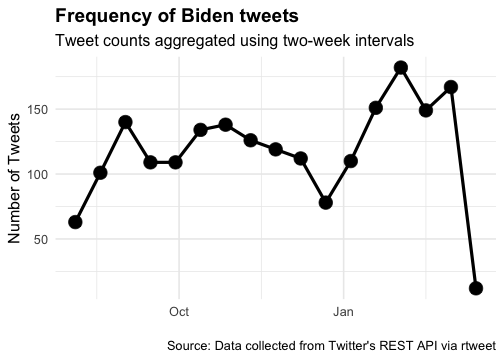 Frequency of Biden tweets
Tweet counts aggregated using two-week intervals
Number of Tweets
150
100
50
Oct
Jan
Source: Data collected from Twitter's REST API via rtweet